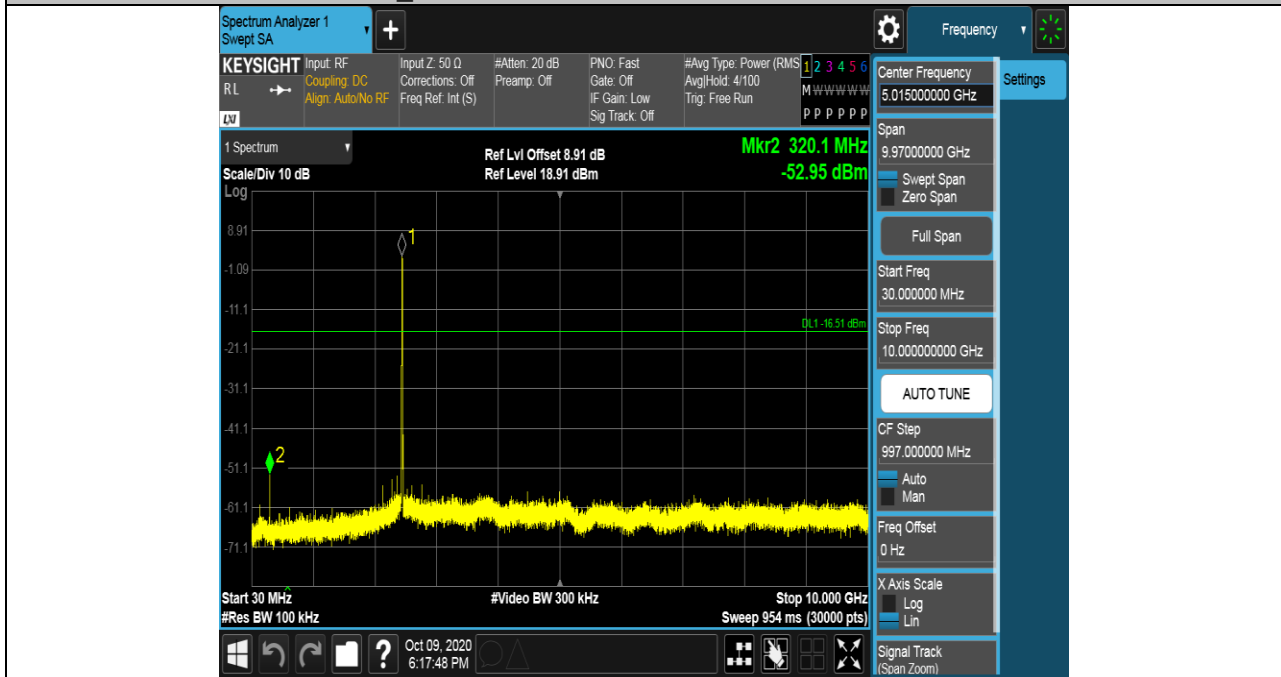 Spectrum Analyzer 1
Swept SA
+
Frequency
KEYSIGHT
RL
LXI
Input: RF
Coupling: DC
Align: Auto/No RF
Input Z: 50 Ω
Corrections: Off
Freq Ref: Int (S)
#Atten: 20 dB
Preamp: Off
PNO: Fast
Gate: Off
IF Gain: Low
Sig Track: Off
#Avg Type: Power (RMS
Avg|Hold: 4/100
Trig: Free Run
1 2 3 4 5 6
M W W W W W
P P P P P P
1 Spectrum
Scale/Div 10 dB
Log
Ref Lvl Offset 8.91 dB
Ref Level 18.91 dBm
Mkr2 320.1 MHz
-52.95 dBm
8.91
-1.09
-11.1
-21.1
-31.1
-41.1
-51.1
-61.1
-71.1
1
2
DL1 -16.51 dBm
Start 30 MHz
#Res BW 100 kHz
#Video BW 300 kHz
Stop 10.000 GHz
Sweep 954 ms (30000 pts)
?
Oct 09, 2020
6:17:48 PM
Center Frequency
5.015000000 GHz
Span
9.97000000 GHz
Swept Span
Zero Span
Full Span
Start Freq
30.000000 MHz
Stop Freq
10.000000000 GHz
AUTO TUNE
CF Step
997.000000 MHz
Auto
Man
Freq Offset
0 Hz
X Axis Scale
Log
Lin
Signal Track
(Span Zoom)
Settings